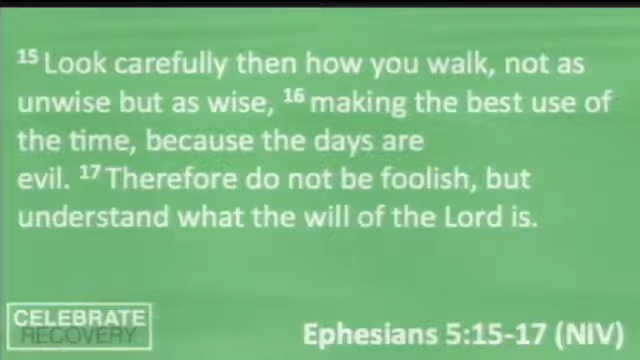 15 Look carefully then how you walk, not as
unwise but as wise, 16 making the best use of
the time, because the days are
evil. 17 Therefore do not be foolish, but
understand what the will of the Lord is.
CELEBRATE
RECOVERY
Ephesians 5:15-17 (NIV)